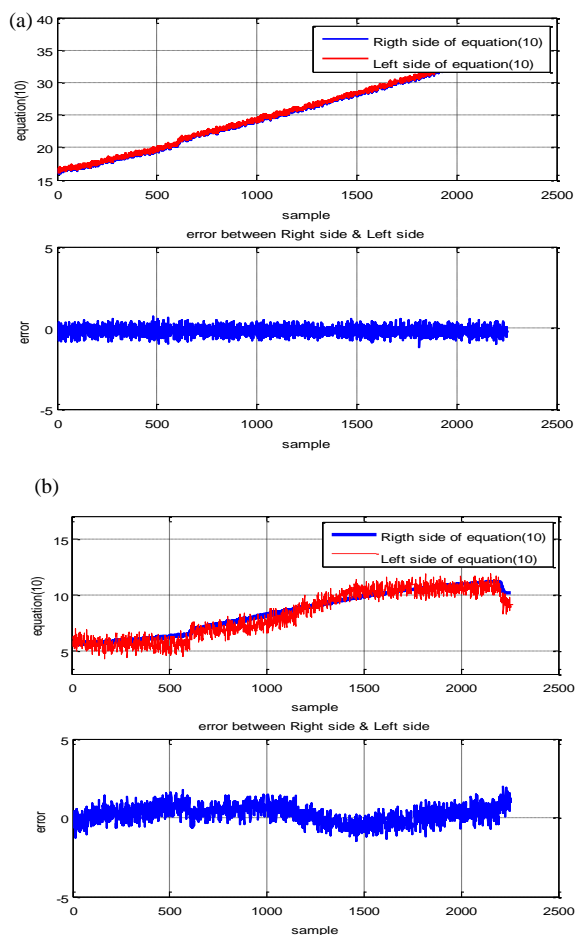 (a)
40
35
30
25
20
15
equation(10)
Rigth side of equation(10)
Left side of equation(10)
0 500 1000 1500 2000 2500
sample
error between Right side & Left side
5
0
-5
error
0 500 1000 1500 2000 2500
sample
(b)
15
10
5
equation(10)
Rigth side of equation(10)
Left side of equation(10)
0 500 1000 1500 2000 2500
sample
error between Right side & Left side
5
0
-5
error
0 500 1000 1500 2000 2500
sample